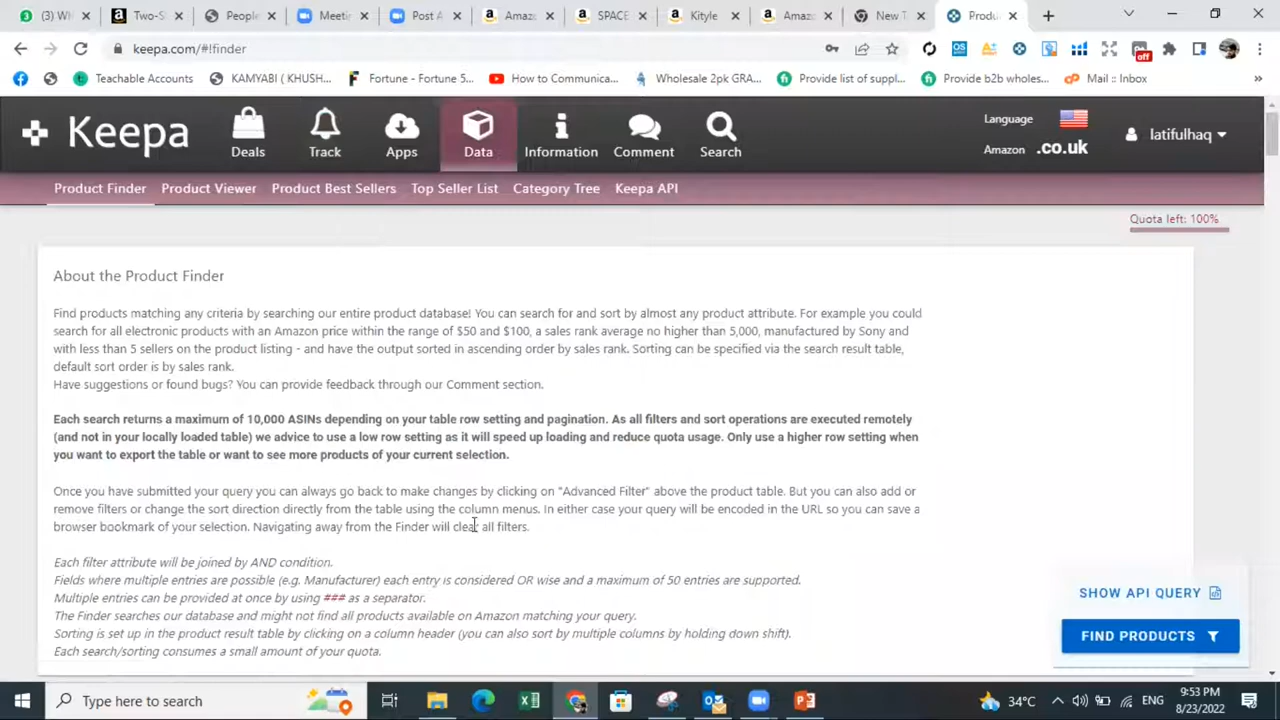 (3) Wh
Two-S
People
Meetin
Post A
Amazo
SPACE
Kityle
Amazo
New T
Produ
keepa.com/#!finder
off
Teachable Accounts
KAMYABI ( KHUSH...
Fortune - Fortune 5...
How to Communica...
Wholesale 2pk GRA...
Provide list of suppl...
Provide b2b wholes...
Mail :: Inbox
Keepa
Deals
Track
Apps
Data
Information
Comment
Search
Language
Amazon .co.uk
latifulhaq
Product Finder
Product Viewer
Product Best Sellers
Top Seller List
Category Tree
Keepa API
Quota left: 100%
About the Product Finder
Find products matching any criteria by searching our entire product database! You can search for and sort by almost any product attribute. For example you could
search for all electronic products with an Amazon price within the range of $50 and $100, a sales rank average no higher than 5,000, manufactured by Sony and
with less than 5 sellers on the product listing - and have the output sorted in ascending order by sales rank. Sorting can be specified via the search result table,
default sort order is by sales rank.
Have suggestions or found bugs? You can provide feedback through our Comment section.
Each search returns a maximum of 10,000 ASINs depending on your table row setting and pagination. As all filters and sort operations are executed remotely
(and not in your locally loaded table) we advice to use a low row setting as it will speed up loading and reduce quota usage. Only use a higher row setting when
you want to export the table or want to see more products of your current selection.
Once you have submitted your query you can always go back to make changes by clicking on "Advanced Filter" above the product table. But you can also add or
remove filters or change the sort direction directly from the table using the column menus. In either case your query will be encoded in the URL so you can save a
browser bookmark of your selection. Navigating away from the Finder will clear all filters.
Each filter attribute will be joined by AND condition.
Fields where multiple entries are possible (e.g. Manufacturer) each entry is considered OR wise and a maximum of 50 entries are supported.
Multiple entries can be provided at once by using ### as a separator.
The Finder searches our database and might not find all products available on Amazon matching your query.
Sorting is set up in the product result table by clicking on a column header (you can also sort by multiple columns by holding down shift).
Each search/sorting consumes a small amount of your quota.
SHOW API QUERY
FIND PRODUCTS
Type here to search
34°C
ENG
9:53 PM
8/23/2022